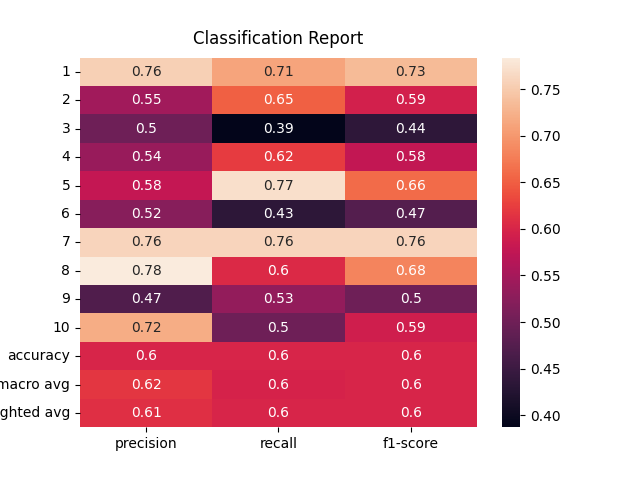 Classification Report
1 0.76 0.71 0.73
2 0.55 0.65 0.59
3 0.5 0.39 0.44
4 0.54 0.62 0.58
5 0.58 0.77 0.66
6 0.52 0.43 0.47
7 0.76 0.76 0.76
8 0.78 0.6 0.68
9 0.47 0.53 0.5
10 0.72 0.5 0.59
accuracy 0.6 0.6 0.6
macro avg 0.62 0.6 0.6
ghted avg 0.61 0.6 0.6
precision recall f1-score
0.75
0.70
0.65
0.60
0.55
0.50
0.45
0.40